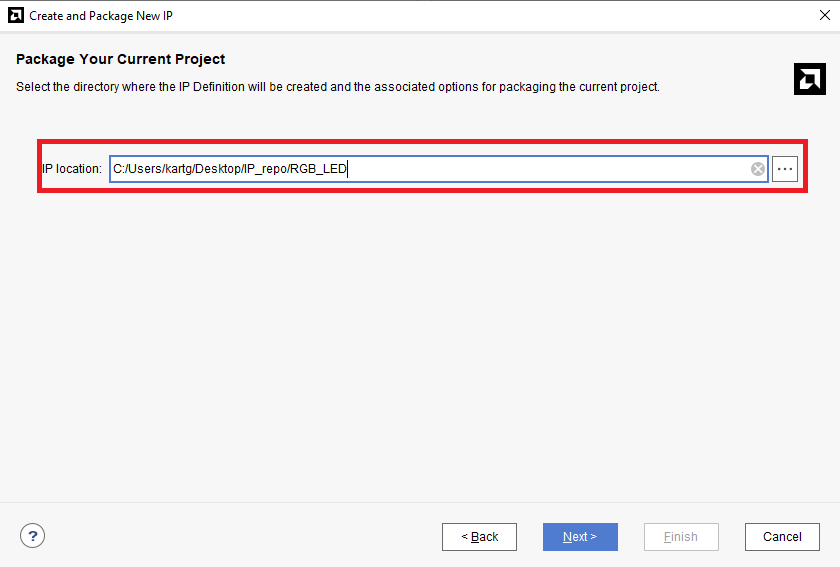 Create and Package New IP
Package Your Current Project
Select the directory where the IP Definition will be created and the associated options for packaging the current project.
IP location: C:/Users/kartg/Desktop/IP_repo/RGB_LED ...
? < Back Next > Finish Cancel